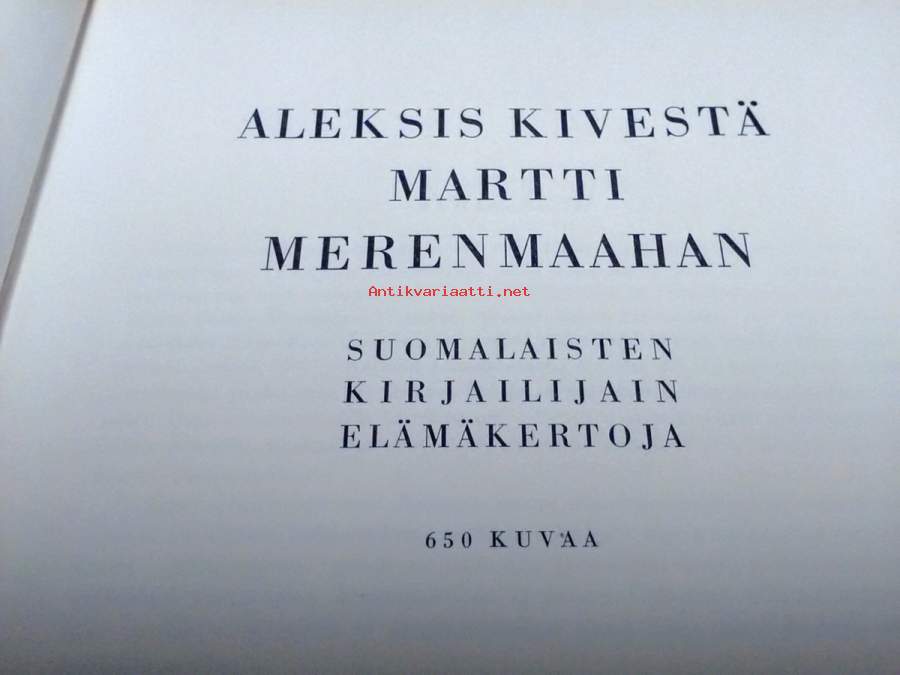 ALEKSIS KIVESTÄ
MARTTI
MERENMAAHAN
Antikvariaatti.net
SUOMALAISTEN
KIRJAILIJAIN
ELÄMÄKERTOJA
650 KUVAA